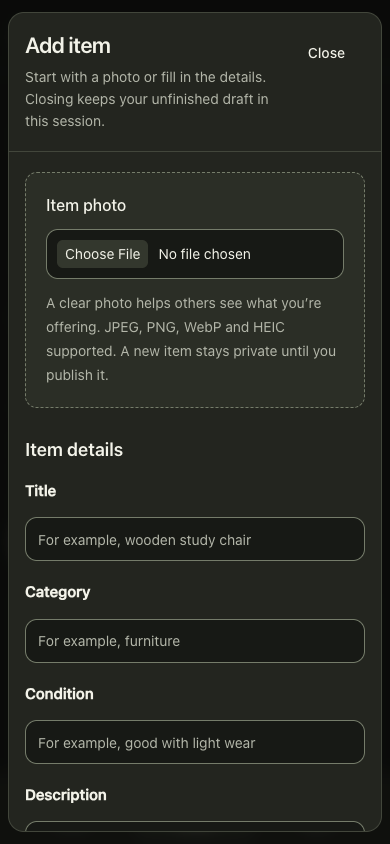 Add item
Close
Start with a photo or fill in the details.
Closing keeps your unfinished draft in
this session.
Item photo
Choose File No file chosen
A clear photo helps others see what you're
offering. JPEG, PNG, WebP and HEIC
supported. A new item stays private until you
publish it.
Item details
Title
For example, wooden study chair
Category
For example, furniture
Condition
For example, good with light wear
Description